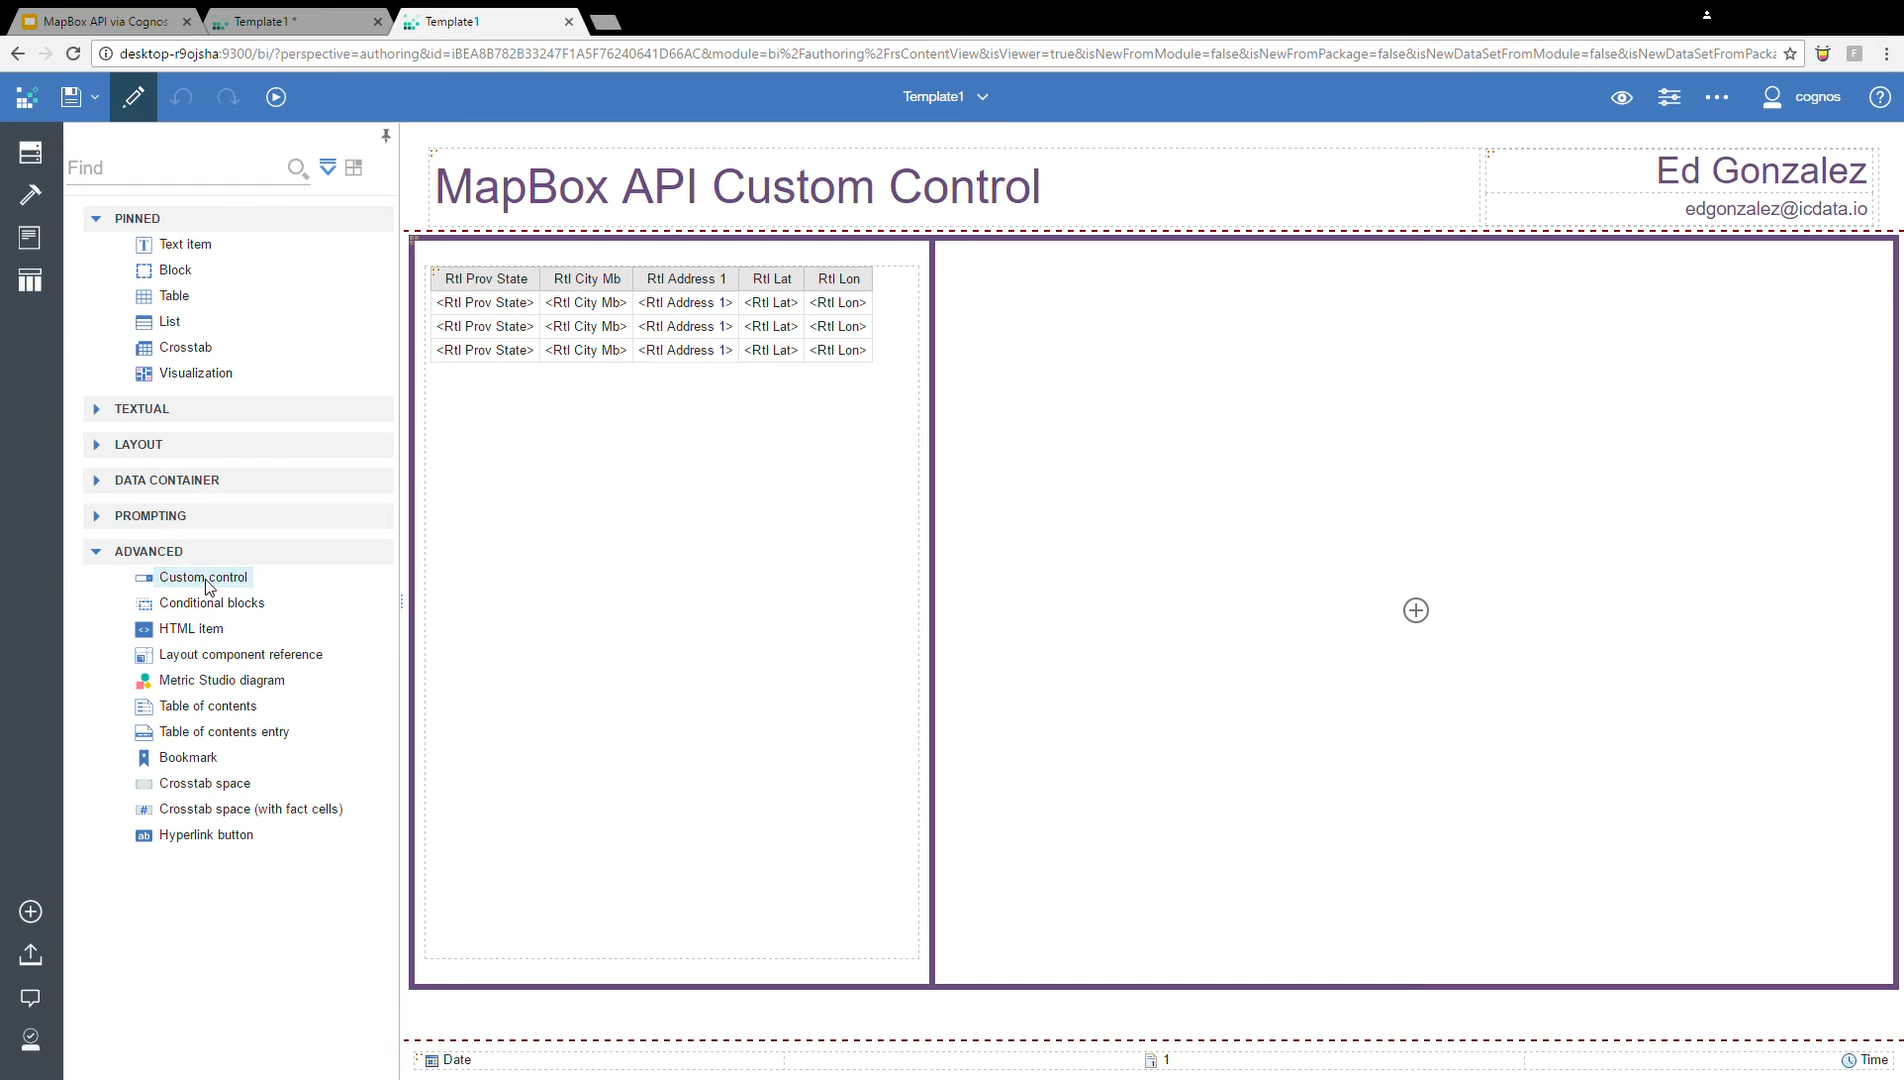 MapBox API via Cognos
Template1 *
Template1
desktop-r9ojsha:9300/bi/?perspective=authoring&id=iBEA8B782B33247F1A5F76240641D66AC&module=bi%2Fauthoring%2FrsContentView&isViewer=true&isNewFromModule=false&isNewFromPackage=false&isNewDataSetFromModule=false&isNewDataSetFromPacka
F
Template1
cognos
?
Find
MapBox API Custom Control
Ed Gonzalez
edgonzalez@icdata.io
PINNED
Text item
Block
Table
List
Crosstab
Visualization
TEXTUAL
LAYOUT
DATA CONTAINER
PROMPTING
ADVANCED
Custom control
Conditional blocks
HTML item
Layout component reference
Metric Studio diagram
Table of contents
Table of contents entry
Bookmark
Crosstab space
Crosstab space (with fact cells)
ab Hyperlink button
Rtl Prov State Rtl City Mb Rtl Address 1 Rtl Lat Rtl Lon
<Rtl Prov State> <Rtl City Mb> <Rtl Address 1> <Rtl Lat> <Rtl Lon>
<Rtl Prov State> <Rtl City Mb> <Rtl Address 1> <Rtl Lat> <Rtl Lon>
<Rtl Prov State> <Rtl City Mb> <Rtl Address 1> <Rtl Lat> <Rtl Lon>
Date
1
Time